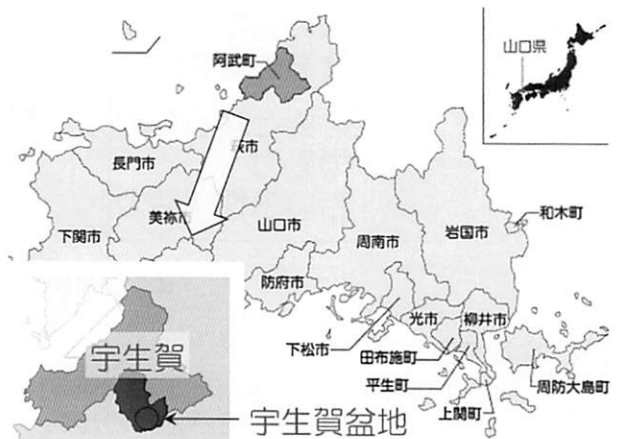 阿武町
山口県
萩市
長門市
美祢市
和木町
下関市
山口市
周南市
岩国市
防府市
光市
柳井市
下松市
田布施町
平生町
周防大島町
上関町
宇生賀
宇生賀盆地